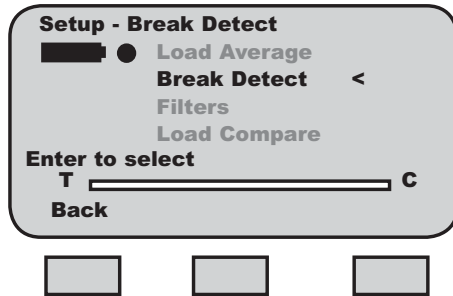 Setup - Break Detect
Load Average
Break Detect <
Filters
Load Compare
Enter to select
T C
Back